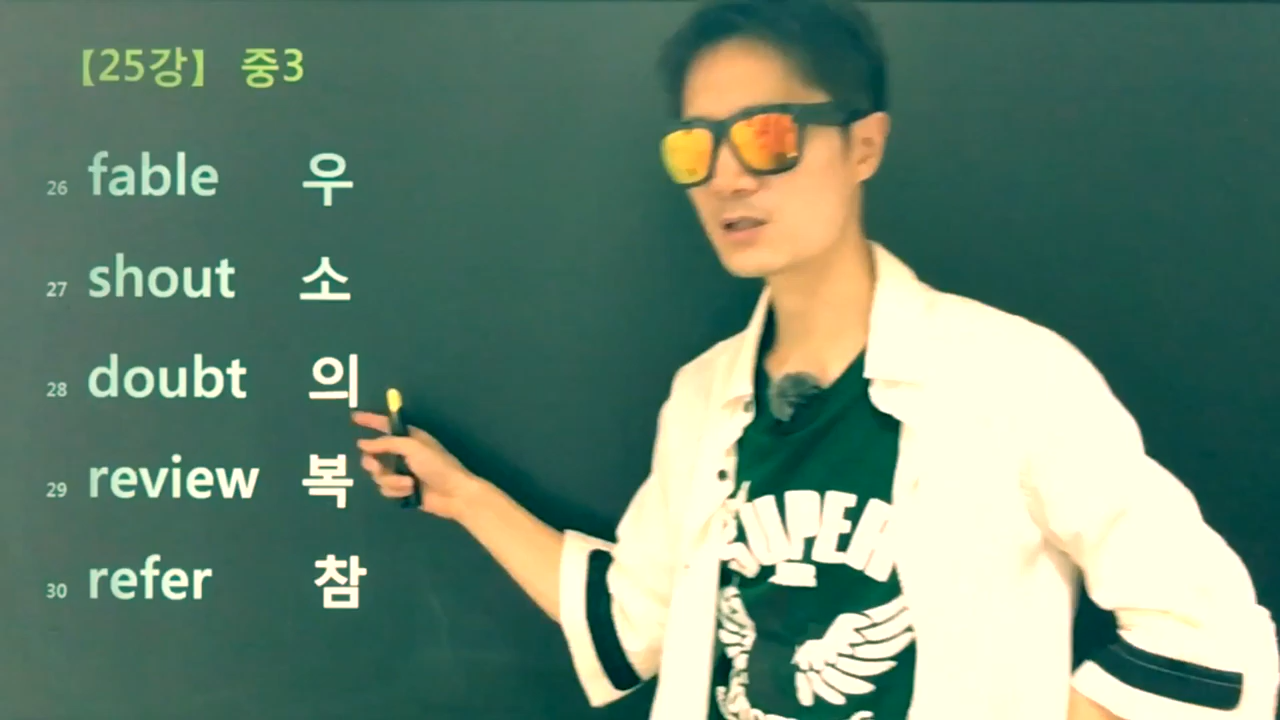 【25강】 중3
26 fable 우
27 shout 소
28 doubt 의
29 review 복
30 refer 참
SUPER